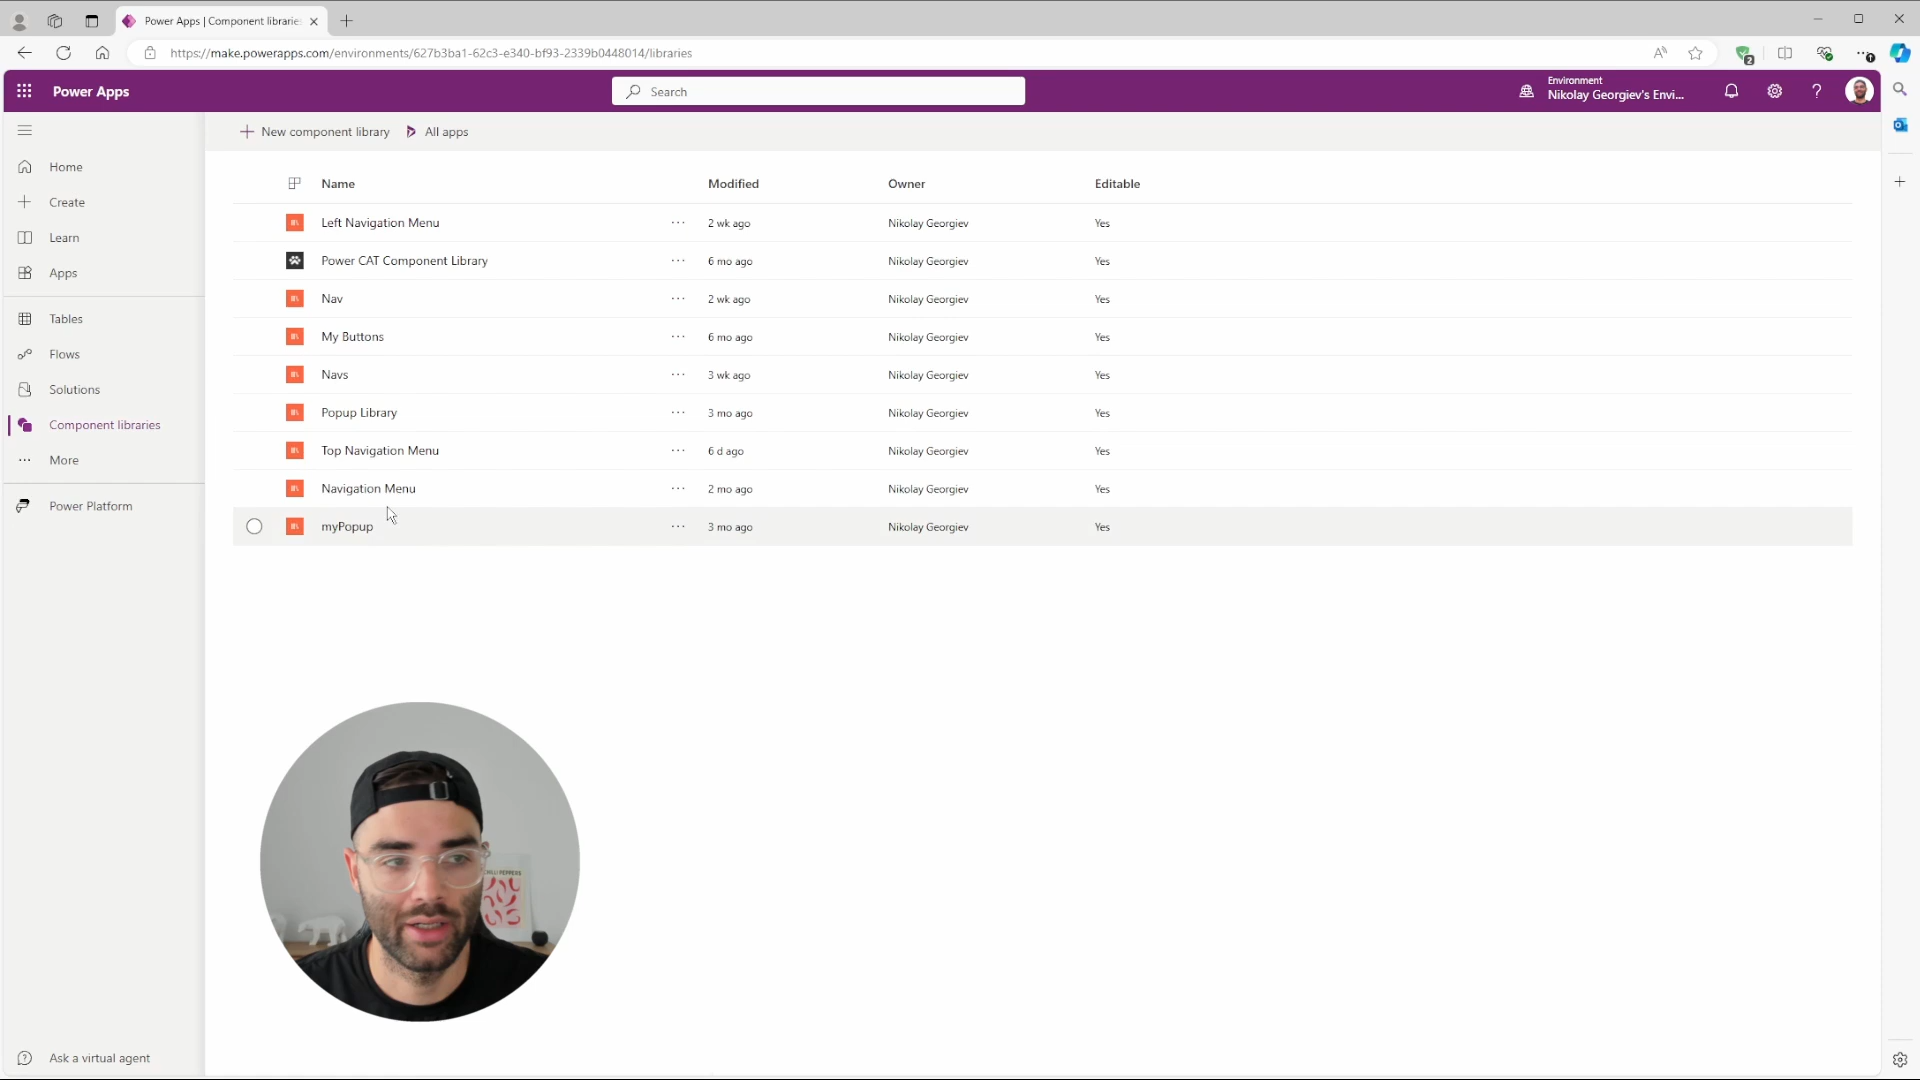 Power Apps | Component libraries
https://make.powerapps.com/environments/627b3ba1-62c3-e340-bf93-2339b0448014/libraries
2
Power Apps
Search
Environment
Nikolay Georgiev's Envi...
New component library
All apps
Home
Create
Learn
Apps
Tables
Flows
Solutions
Component libraries
More
Power Platform
Ask a virtual agent
Name Modified Owner Editable
Left Navigation Menu ··· 2 wk ago Nikolay Georgiev Yes
Power CAT Component Library ··· 6 mo ago Nikolay Georgiev Yes
Nav ··· 2 wk ago Nikolay Georgiev Yes
My Buttons ··· 6 mo ago Nikolay Georgiev Yes
Navs ··· 3 wk ago Nikolay Georgiev Yes
Popup Library ··· 3 mo ago Nikolay Georgiev Yes
Top Navigation Menu ··· 6 d ago Nikolay Georgiev Yes
Navigation Menu ··· 2 mo ago Nikolay Georgiev Yes
myPopup ··· 3 mo ago Nikolay Georgiev Yes
CHILLI PEPPERS